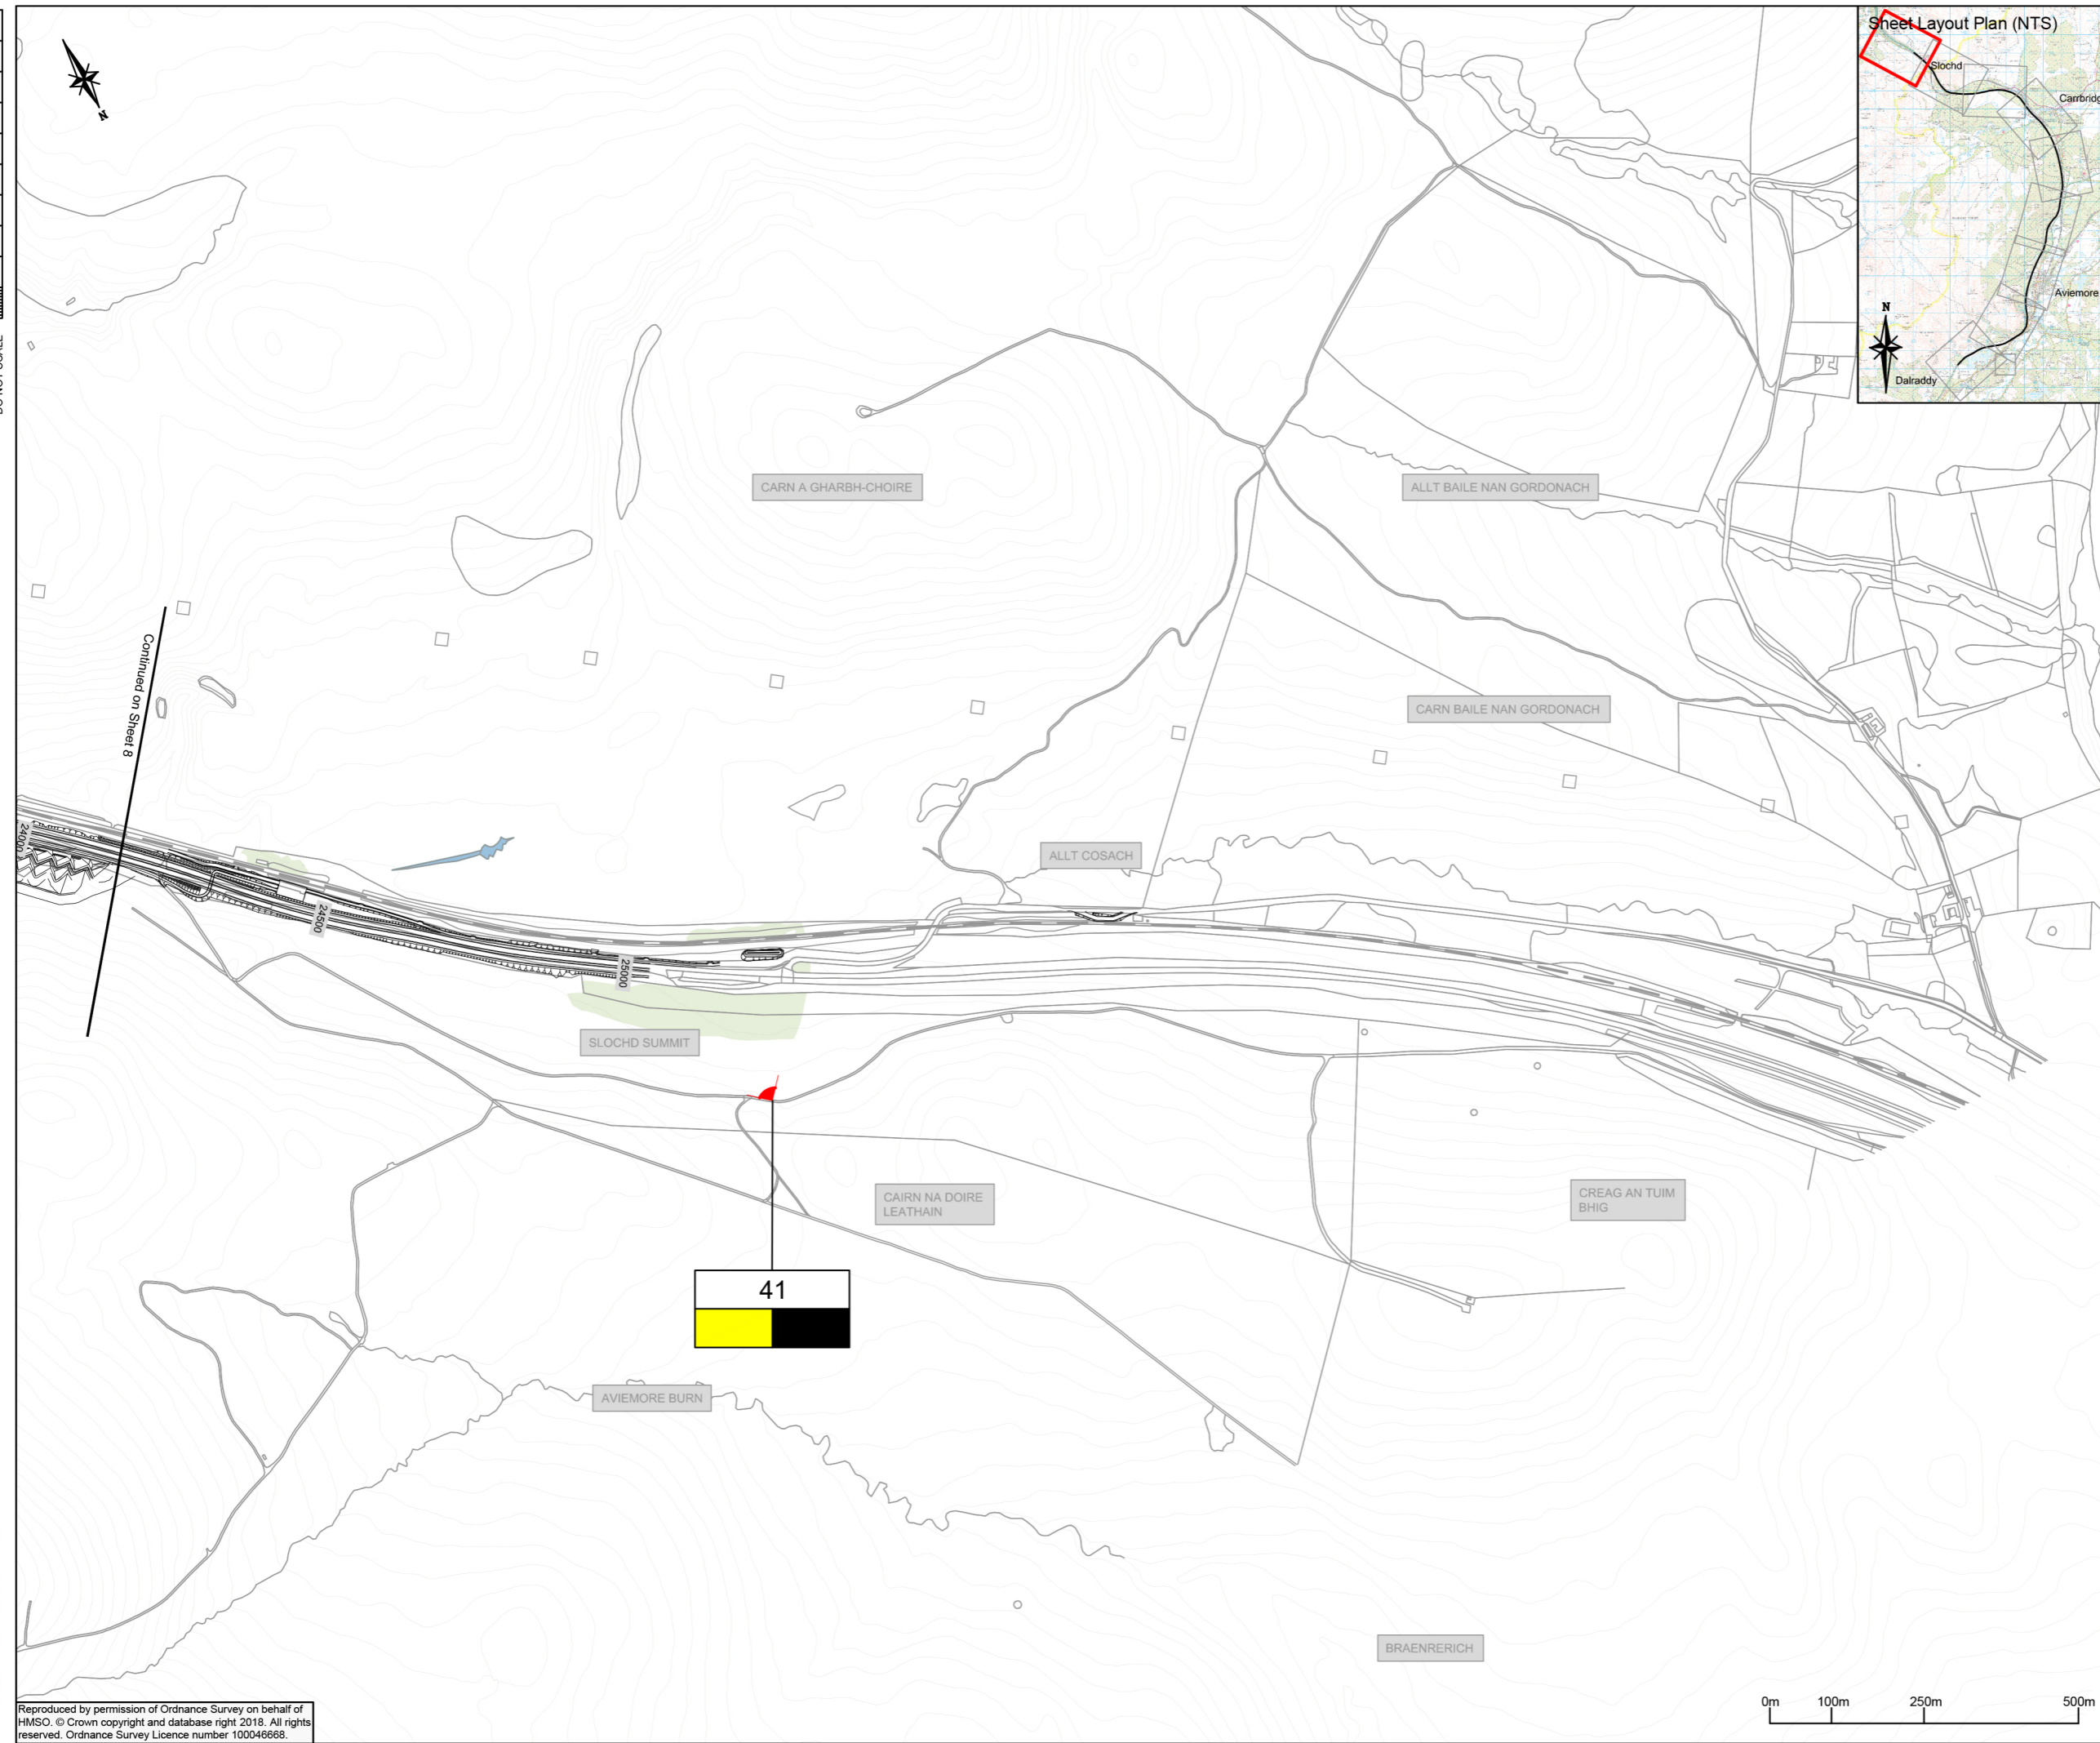 Sheet Layout Plan (NTS)
Slochd
Aviemore
N
Dalraddy
N
CARN A GHARBH-CHOIRE
ALLT BAILE NAN GORDONACH
Continued on Sheet 8
CARN BAILE NAN GORDONACH
24000
ALLT COSACH
24500
25000
SLOCHD SUMMIT
CAIRN NA DOIRE
LEATHAIN
CREAG AN TUIM
BHIG
41
AVIEMORE BURN
BRAENRERICH
0m 100m 250m 500m
Reproduced by permission of Ordnance Survey on behalf of
HMSO. © Crown copyright and database right 2018. All rights
reserved. Ordnance Survey Licence number 100046668.